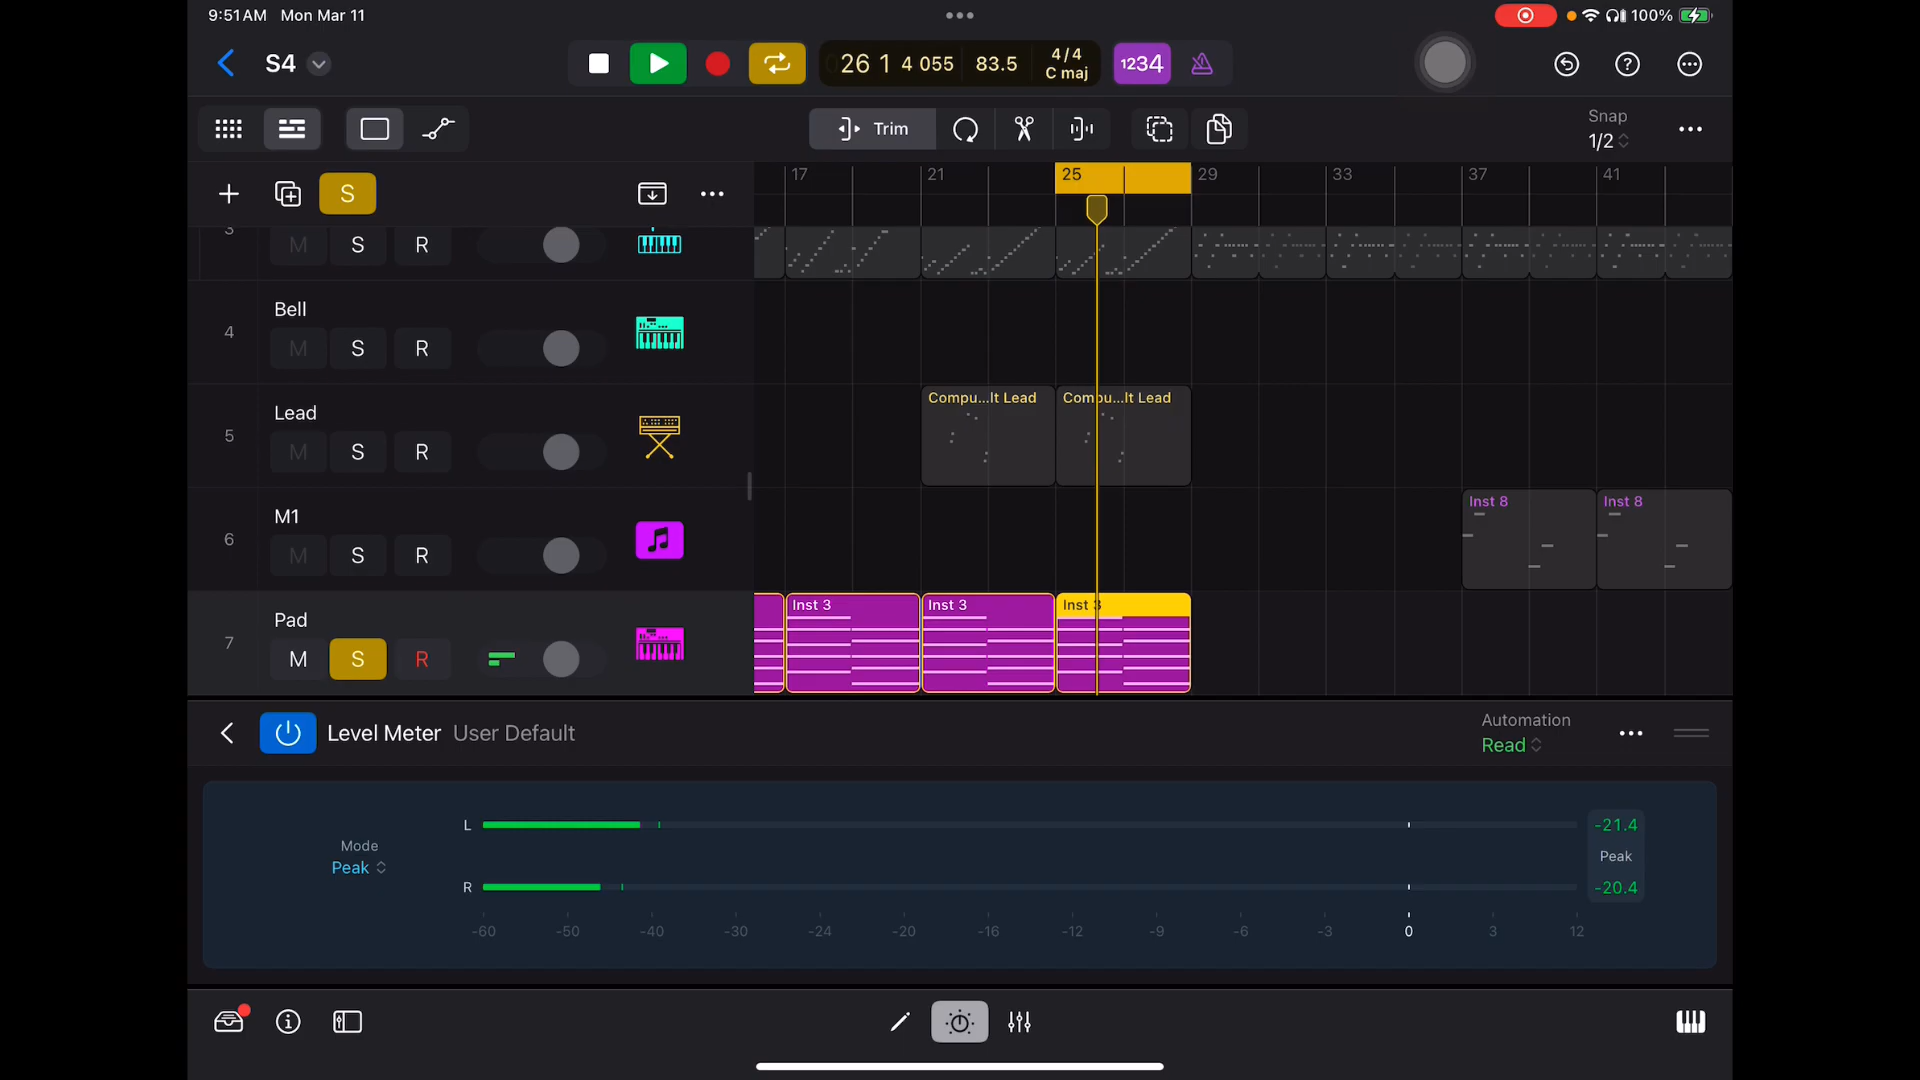 9:51 AM Mon Mar 11
100%
S4
26 1 4 055
83.5
4/4
C maj
1234
Trim
Snap
1/2
S
17 21 25 29 33 37 41
3
M S R
4
Bell
M S R
5
Lead
M S R
Compu...lt Lead
Compu...lt Lead
6
M1
M S R
Inst 8
Inst 8
7
Pad
M S R
Inst 3
Inst 3
Inst 3
Level Meter User Default
Automation
Read
Mode
Peak
L
R
-21.4
Peak
-20.4
-60 -50 -40 -30 -24 -20 -16 -12 -9 -6 -3 0 3 12